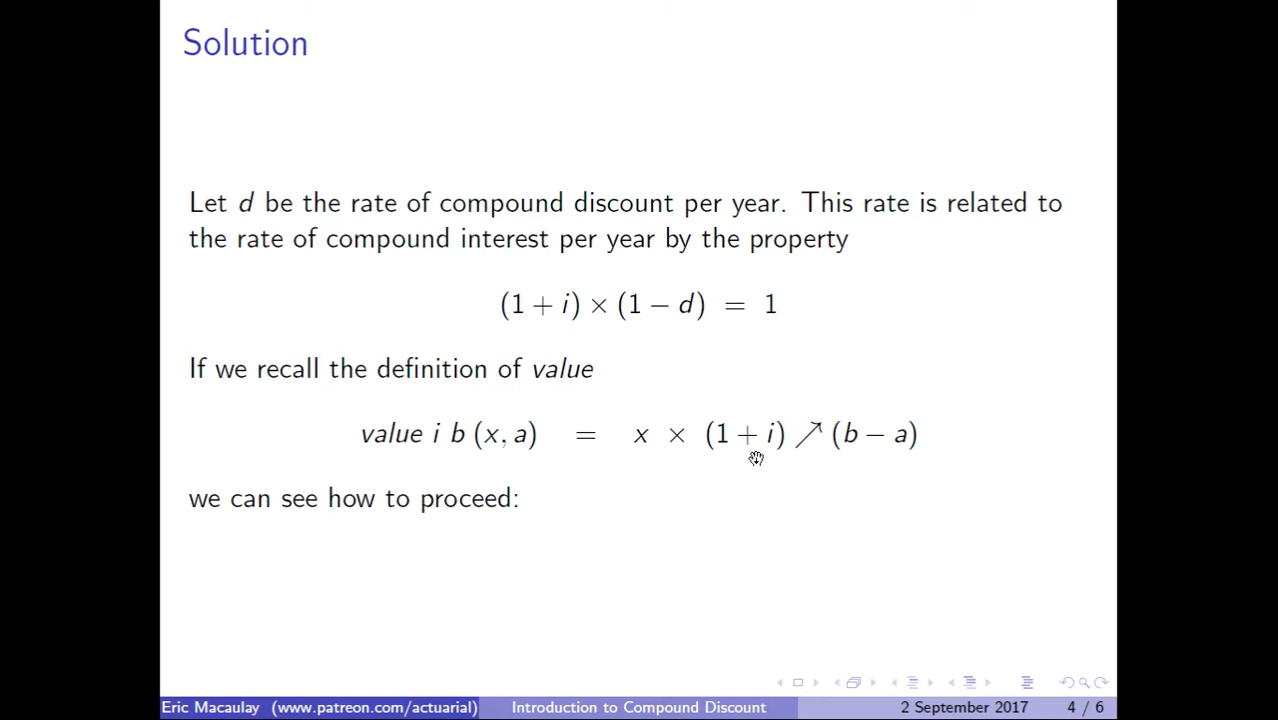 Solution
Let d be the rate of compound discount per year. This rate is related to
the rate of compound interest per year by the property
(1 + i) × (1 − d) = 1
If we recall the definition of value
value i b (x, a) = x × (1 + i) ↗ (b − a)
we can see how to proceed:
Eric Macaulay (www.patreon.com/actuarial) Introduction to Compound Discount 2 September 2017 4 / 6